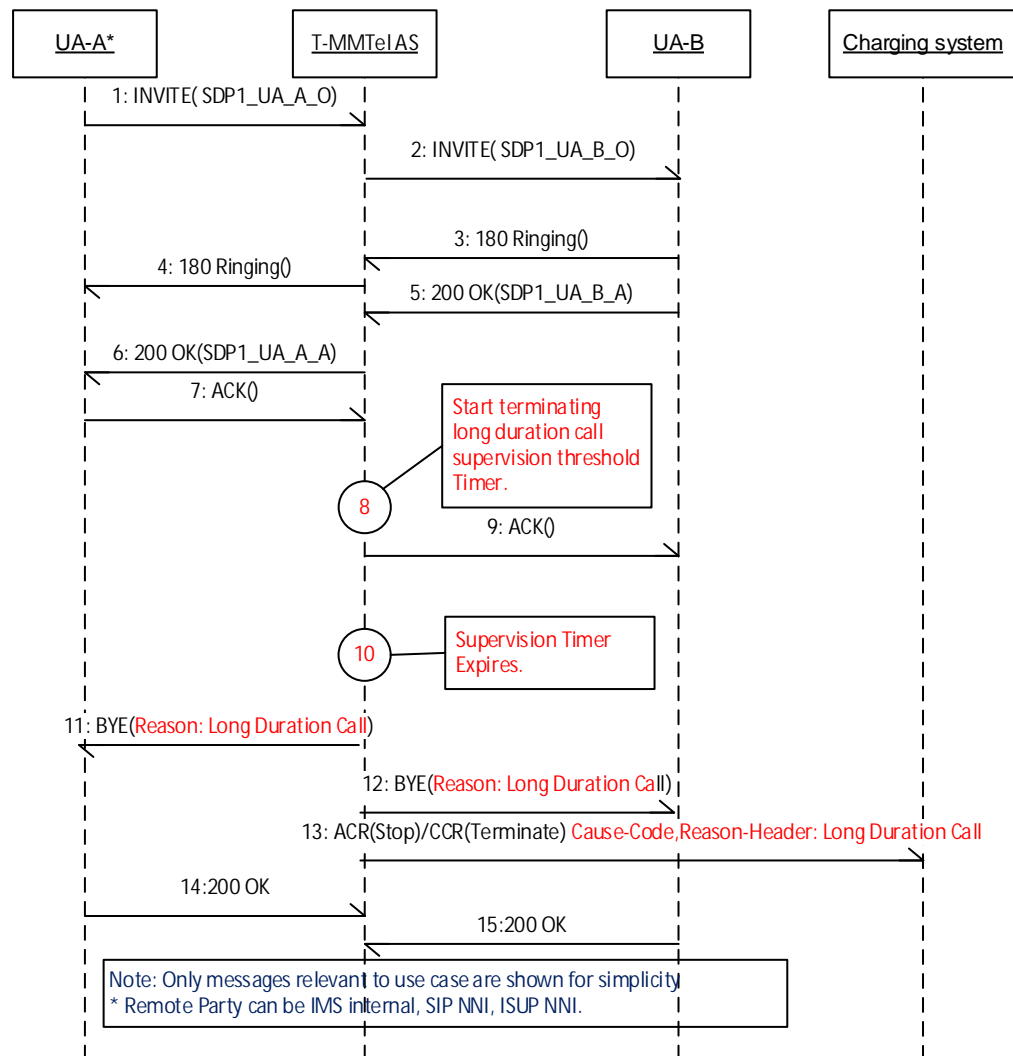 UA-A*
T-MMTel AS
UA-B
Charging system
1: INVITE( SDP1_UA_A_O)
2: INVITE( SDP1_UA_B_O)
3: 180 Ringing()
4: 180 Ringing()
5: 200 OK(SDP1_UA_B_A)
6: 200 OK(SDP1_UA_A_A)
7: ACK()
Start terminating
long duration call
supervision threshold
Timer.
8
9: ACK()
10
Supervision Timer
Expires.
11: BYE(Reason: Long Duration Call)
12: BYE(Reason: Long Duration Call)
13: ACR(Stop)/CCR(Terminate) Cause-Code,Reason-Header: Long Duration Call
14:200 OK
15:200 OK
Note: Only messages relevant to use case are shown for simplicity
* Remote Party can be IMS internal, SIP NNI, ISUP NNI.